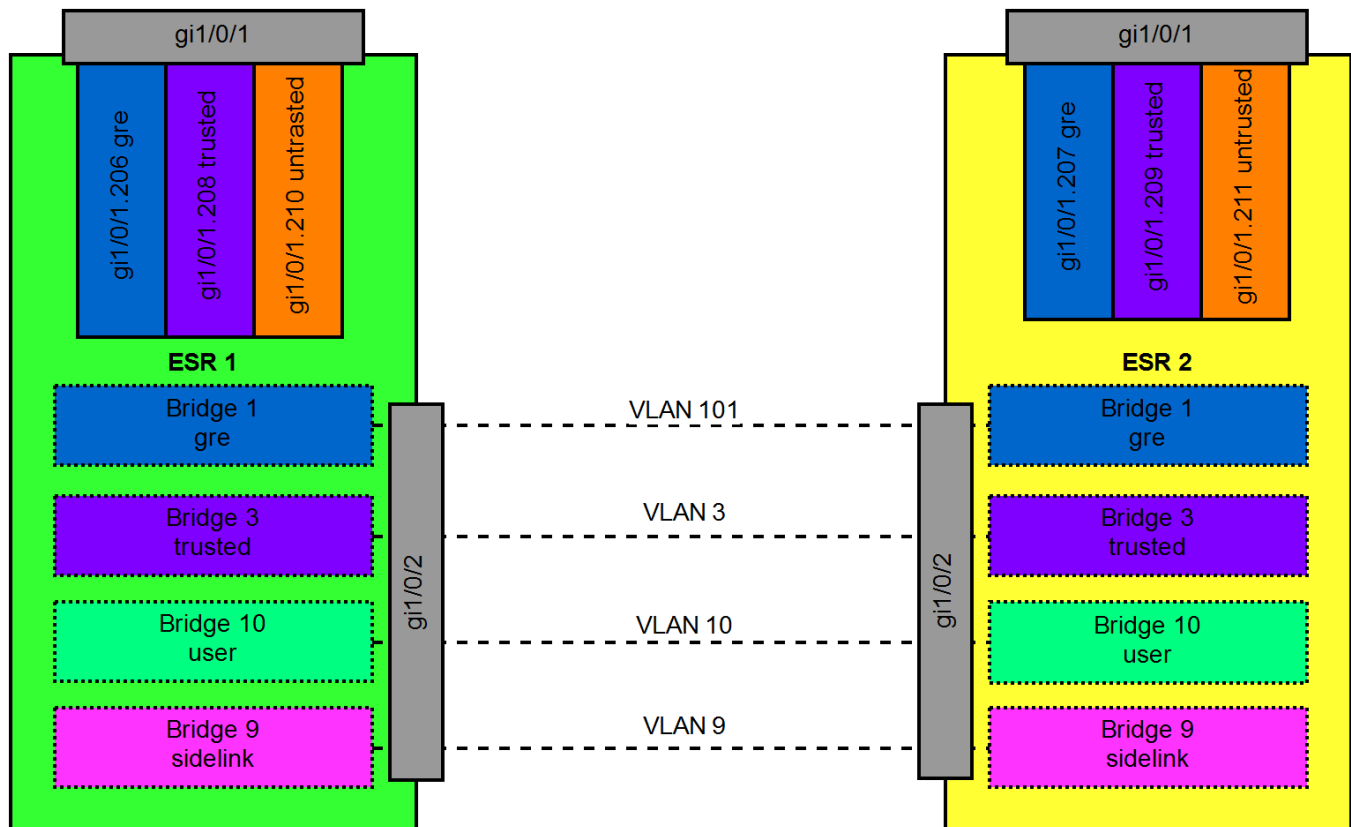 gi1/0/1
gi1/0/1.206 gre
gi1/0/1.208 trusted
gi1/0/1.210 untrasted
ESR 1
Bridge 1
gre
Bridge 3
trusted
Bridge 10
user
Bridge 9
sidelink
gi1/0/2
VLAN 101
VLAN 3
VLAN 10
VLAN 9
gi1/0/1
gi1/0/1.207 gre
gi1/0/1.209 trusted
gi1/0/1.211 untrusted
ESR 2
gi1/0/2
Bridge 1
gre
Bridge 3
trusted
Bridge 10
user
Bridge 9
sidelink